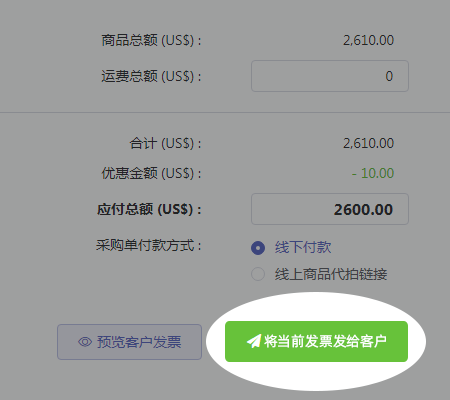 商品总额 (US$) : 2,610.00
运费总额 (US$) : 0
合计 (US$) : 2,610.00
优惠金额 (US$) : - 10.00
应付总额 (US$) : 2600.00
采购单付款方式 : 线下付款
线上商品代拍链接
预览客户发票 将当前发票发给客户